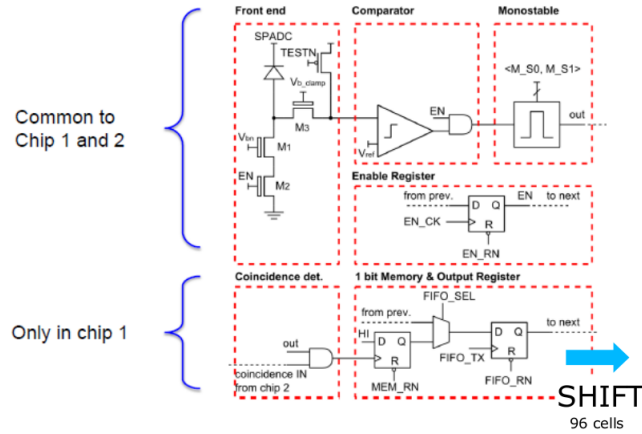 Front end
Comparator
Monostable
SPADC
TESTN
<M_S0, M_S1>
Vb_clamp
EN
out
M3
Vbn
M1
Vref
EN
M2
Common to
Chip 1 and 2
Enable Register
from prev.
D Q
EN
to next
EN_CK
R
EN_RN
Coincidence det.
1 bit Memory & Output Register
FIFO_SEL
from prev.
to next
Only in chip 1
out
HI
D Q
D Q
R
FIFO_TX
R
coincidence IN
from chip 2
MEM_RN
FIFO_RN
SHIFT
96 cells